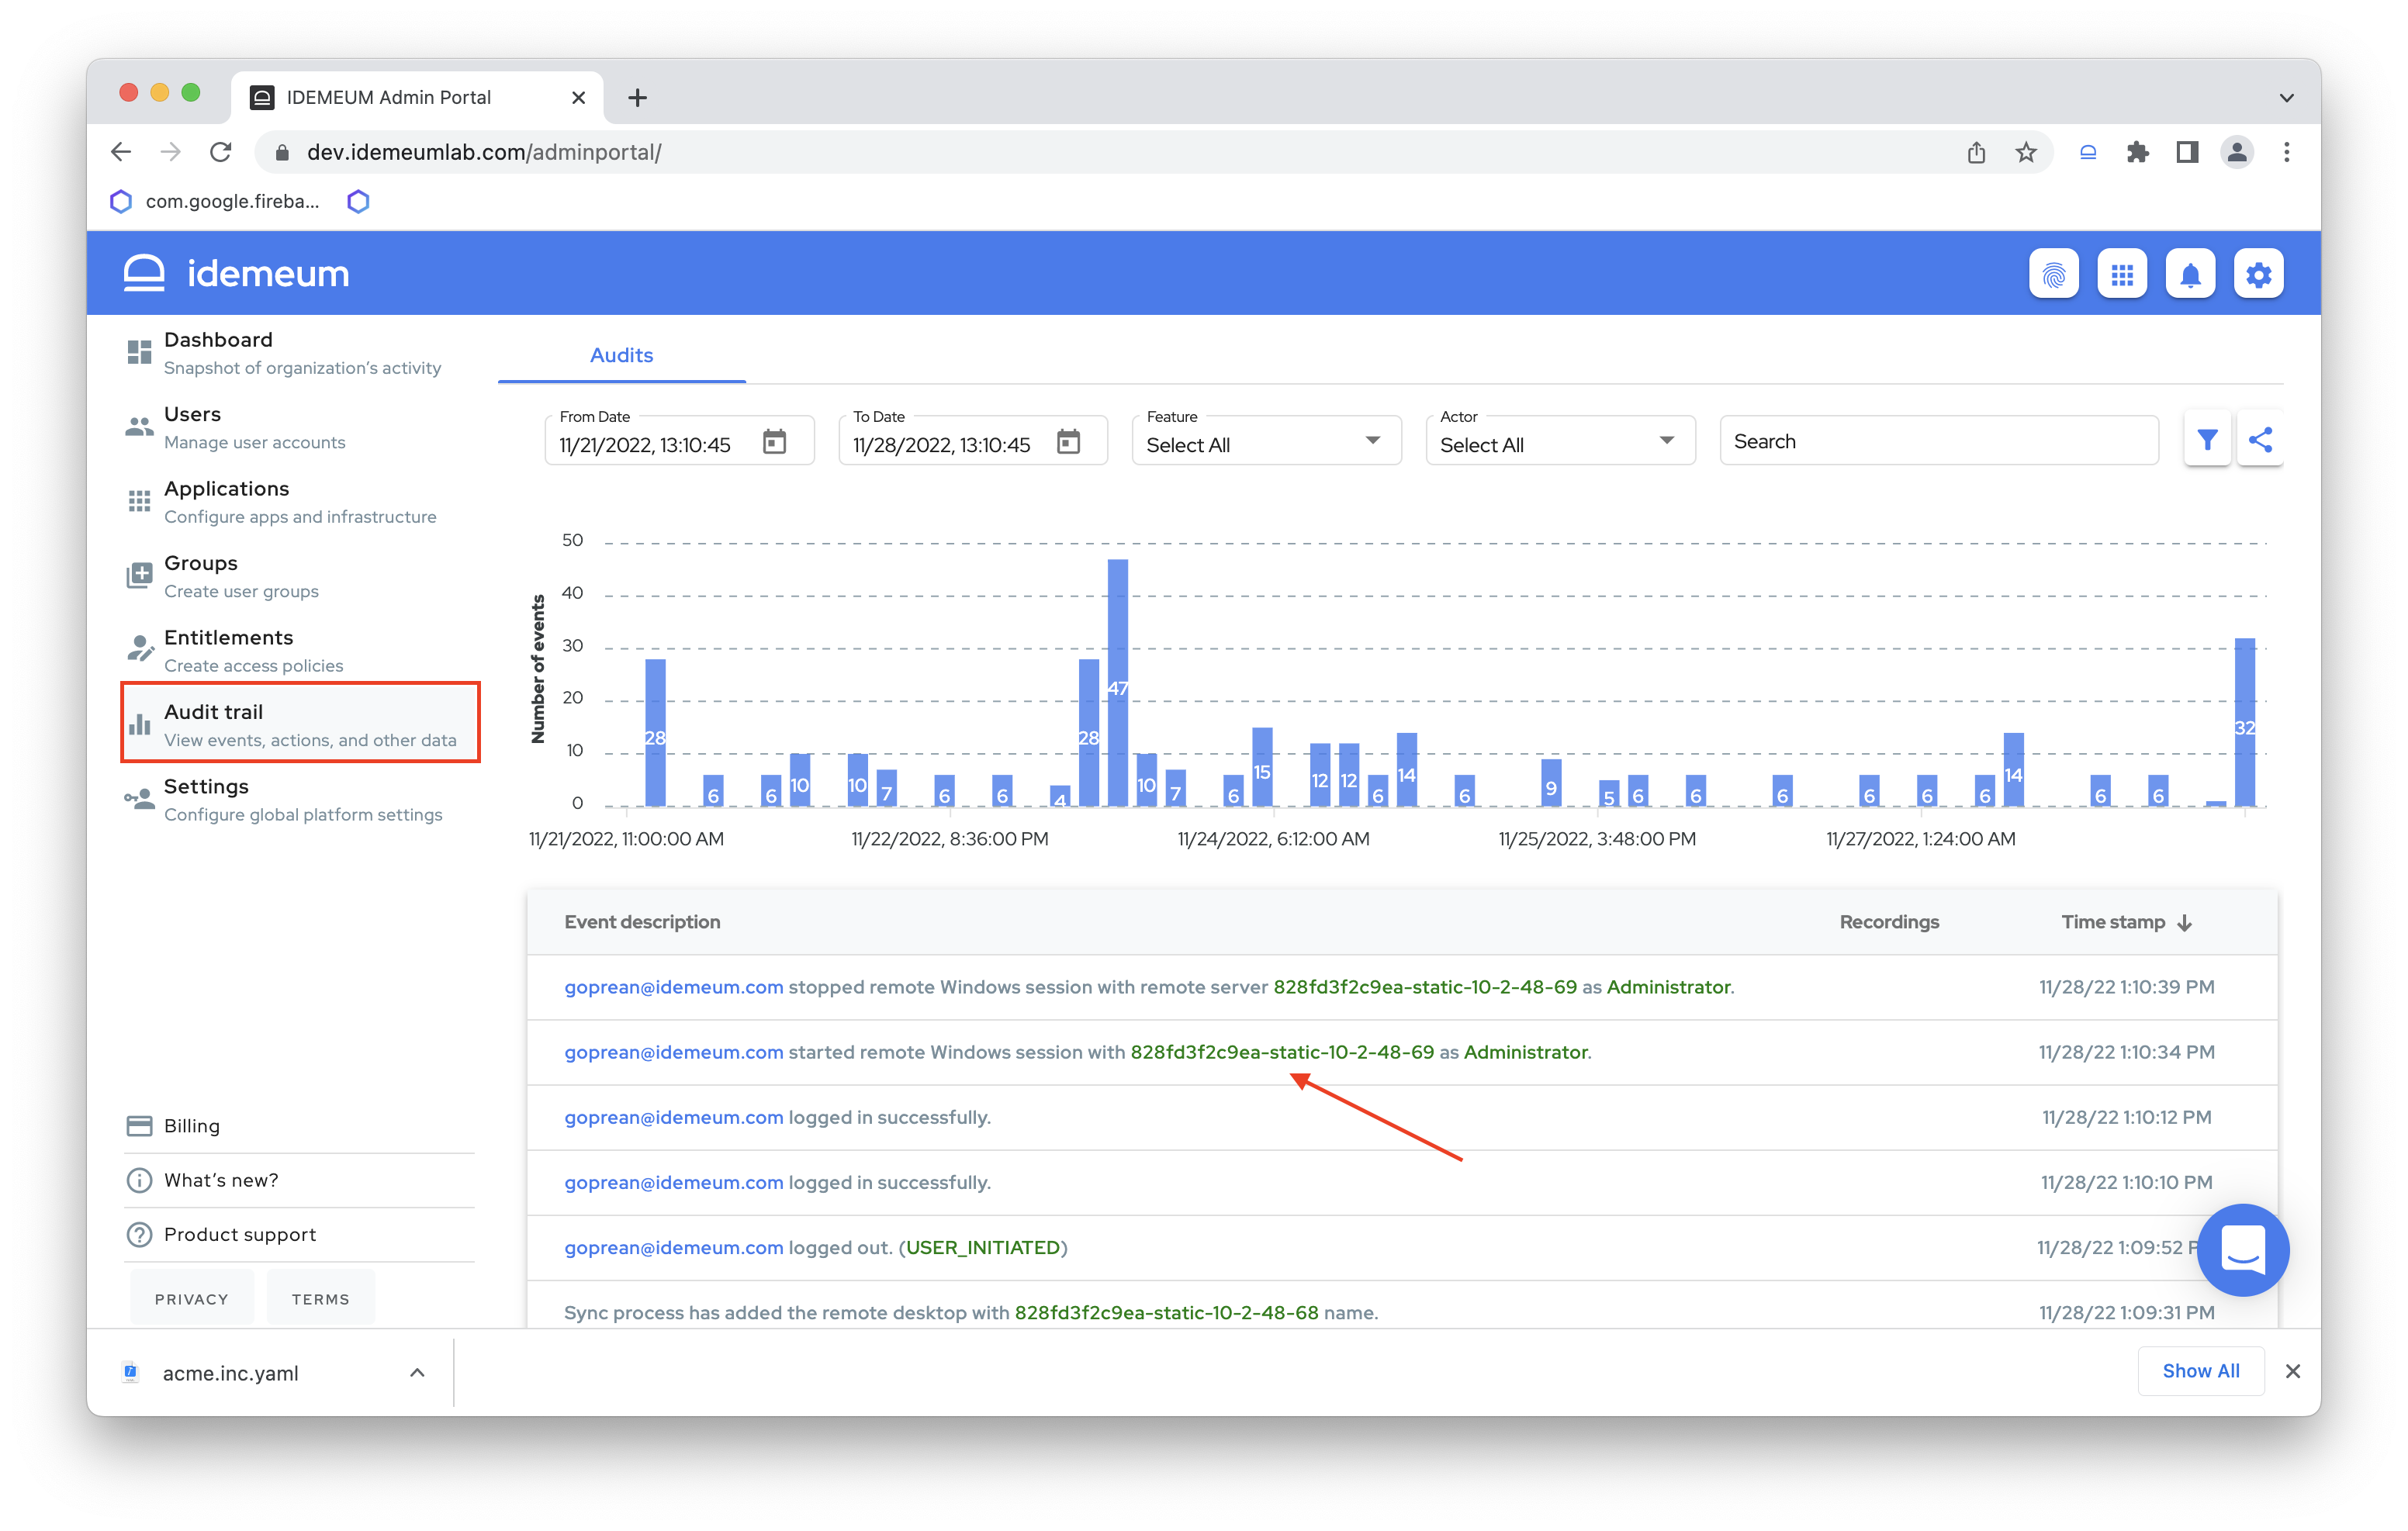 IDEMEUM Admin Portal
dev.idemeumlab.com/adminportal/
com.google.fireba...
idemeum
Dashboard
Snapshot of organization's activity
Users
Manage user accounts
Applications
Configure apps and infrastructure
Groups
Create user groups
Entitlements
Create access policies
Audit trail
View events, actions, and other data
Settings
Configure global platform settings
Billing
What's new?
Product support
PRIVACY
TERMS
Audits
From Date
11/21/2022, 13:10:45
To Date
11/28/2022, 13:10:45
Feature
Select All
Actor
Select All
Search
Number of events
50
40
30
20
10
0
28 6 6 10 10 7 6 6 4 28 47 10 7 6 15 12 12 6 14 6 9 5 6 6 6 6 6 6 14 6 6 32
11/21/2022, 11:00:00 AM
11/22/2022, 8:36:00 PM
11/24/2022, 6:12:00 AM
11/25/2022, 3:48:00 PM
11/27/2022, 1:24:00 AM
Event description Recordings Time stamp
goprean@idemeum.com stopped remote Windows session with remote server 828fd3f2c9ea-static-10-2-48-69 as Administrator. 11/28/22 1:10:39 PM
goprean@idemeum.com started remote Windows session with 828fd3f2c9ea-static-10-2-48-69 as Administrator. 11/28/22 1:10:34 PM
goprean@idemeum.com logged in successfully. 11/28/22 1:10:12 PM
goprean@idemeum.com logged in successfully. 11/28/22 1:10:10 PM
goprean@idemeum.com logged out. (USER_INITIATED) 11/28/22 1:09:52 P
Sync process has added the remote desktop with 828fd3f2c9ea-static-10-2-48-68 name. 11/28/22 1:09:31 PM
acme.inc.yaml
Show All